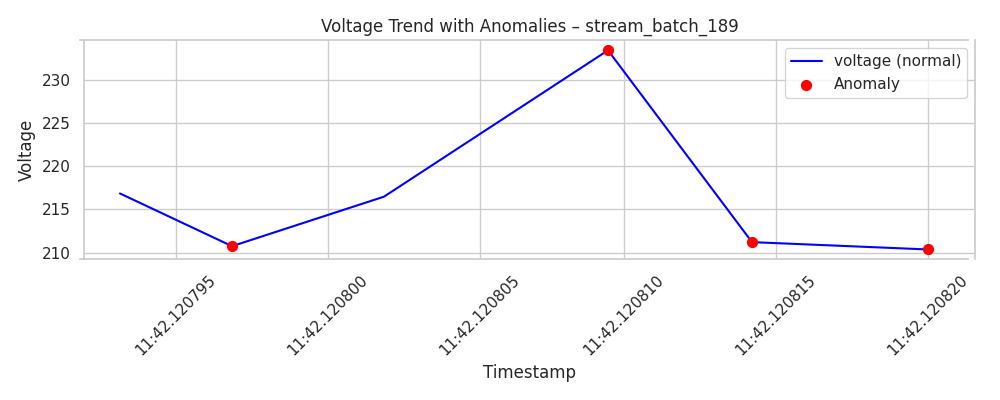 Voltage Trend with Anomalies – stream_batch_189
voltage (normal)
Anomaly
Voltage
230
225
220
215
210
11:42.120795
11:42.120800
11:42.120805
11:42.120810
11:42.120815
11:42.120820
Timestamp